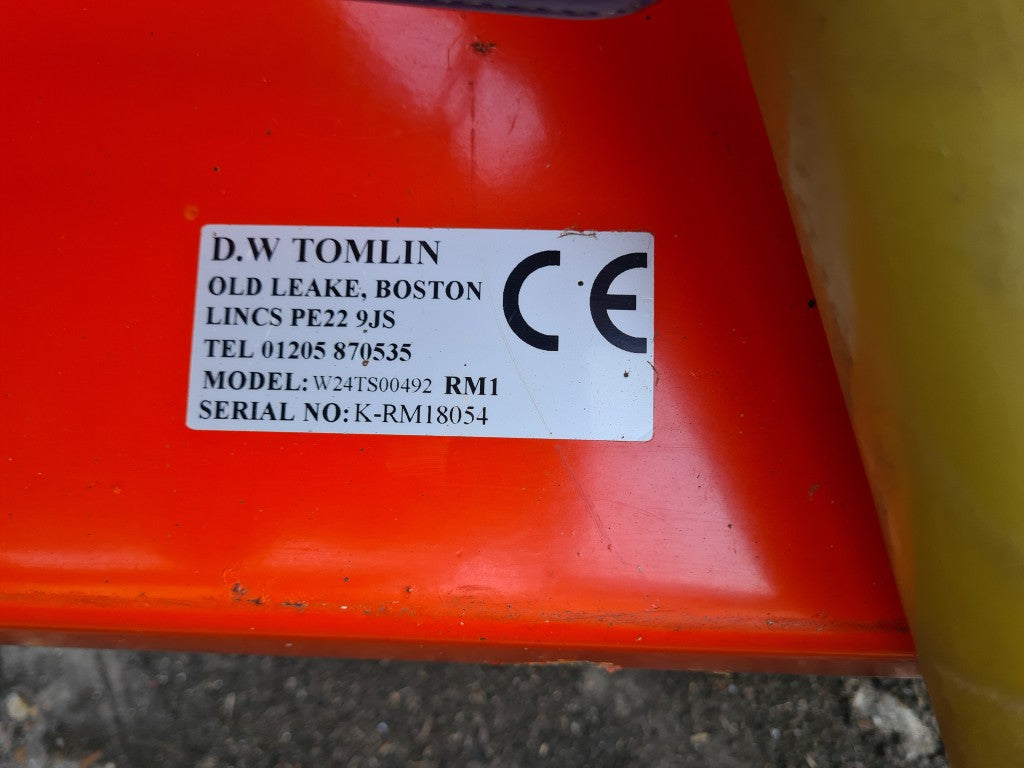 D.W TOMLIN
OLD LEAKE, BOSTON
LINCS PE22 9JS
TEL 01205 870535
MODEL: W24TS00492 RM1
SERIAL NO: K-RM18054
CE